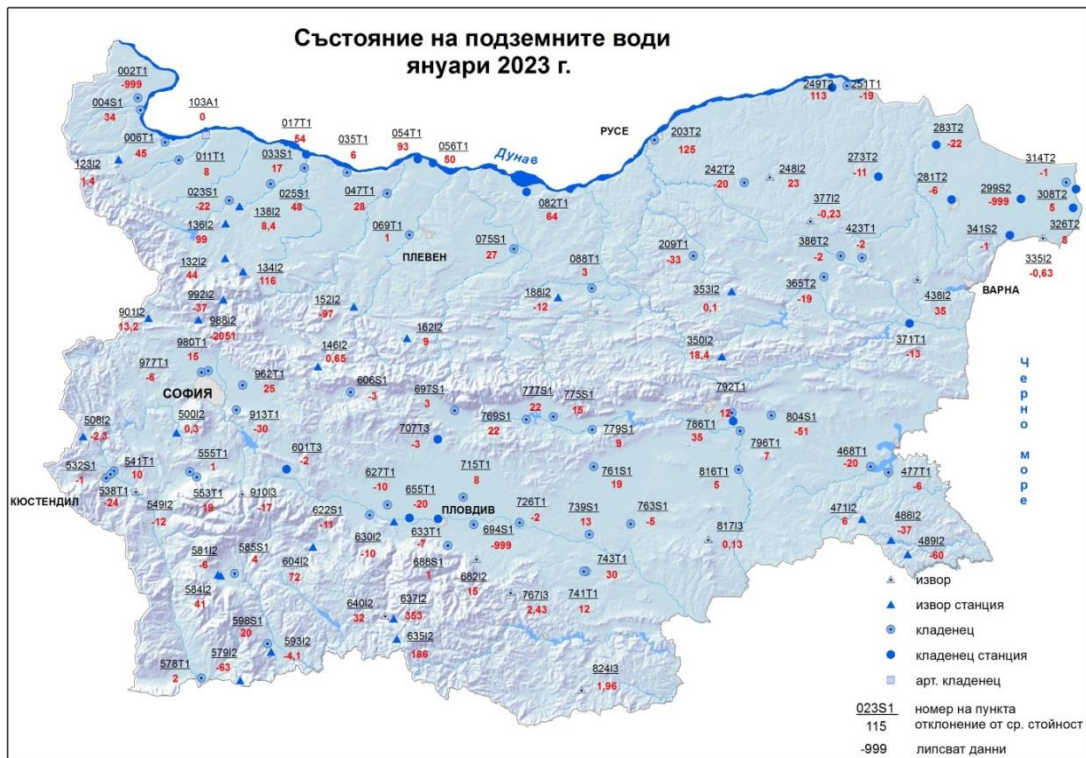 Състояние на подземните води
януари 2023 г.
002T1
-999
004S1
34
103A1
0
006T1
45
123I2
1,4
011T1
8
017T1
54
033S1
17
035T1
6
054T1
93
056T1
50
Дунав
РУСЕ
203T2
125
249T2
113
251T1
-19
283T2
-22
023S1
-22
025S1
48
138I2
8,4
047T1
28
082T1
64
242T2
-20
248I2
23
273T2
-11
281T2
-6
299S2
-999
314T2
-1
308T2
5
326T2
8
136I2
99
069T1
1
ПЛЕВЕН
075S1
27
377I2
-0,23
386T2
-2
423T1
-2
341S2
-1
335I2
-0,63
132I2
44
134I2
116
088T1
3
209T1
-33
365T2
-19
ВАРНА
992I2
-37
152I2
-97
188I2
-12
353I2
0,1
438I2
35
901I2
13,2
988I2
-2051
162I2
9
371T1
-13
980T1
15
977T1
-6
146I2
0,65
350I2
18,4
Черно море
СОФИЯ
962T1
25
606S1
-3
697S1
3
777S1
22
775S1
15
792T1
12
913T1
-30
769S1
22
779S1
9
786T1
35
804S1
-51
508I2
-2,3
500I2
0,3
707T3
-3
796T1
7
532S1
-1
541T1
10
555T1
1
601T3
-2
627T1
-10
715T1
8
761S1
19
816T1
5
468T1
-20
477T1
-6
КЮСТЕНДИЛ
538T1
-24
549I2
-12
553T1
19
910I3
-17
655T1
-20
ПЛОВДИВ
726T1
-2
739S1
13
763S1
-5
471I2
6
486I2
-37
622S1
-11
630I2
-10
633T1
-7
694S1
-999
817I3
0,13
489I2
-60
581I2
-6
585S1
4
604I2
72
688S1
1
682I2
15
743T1
30
584I2
41
640I2
32
637I2
353
767I3
2,43
741T1
12
598S1
20
593I2
-4,1
635I2
186
578T1
2
579I2
-63
824I3
1,96
извор
извор станция
кладенец
кладенец станция
арт. кладенец
023S1 номер на пункта
115 отклонение от ср. стойност
-999 липсват данни